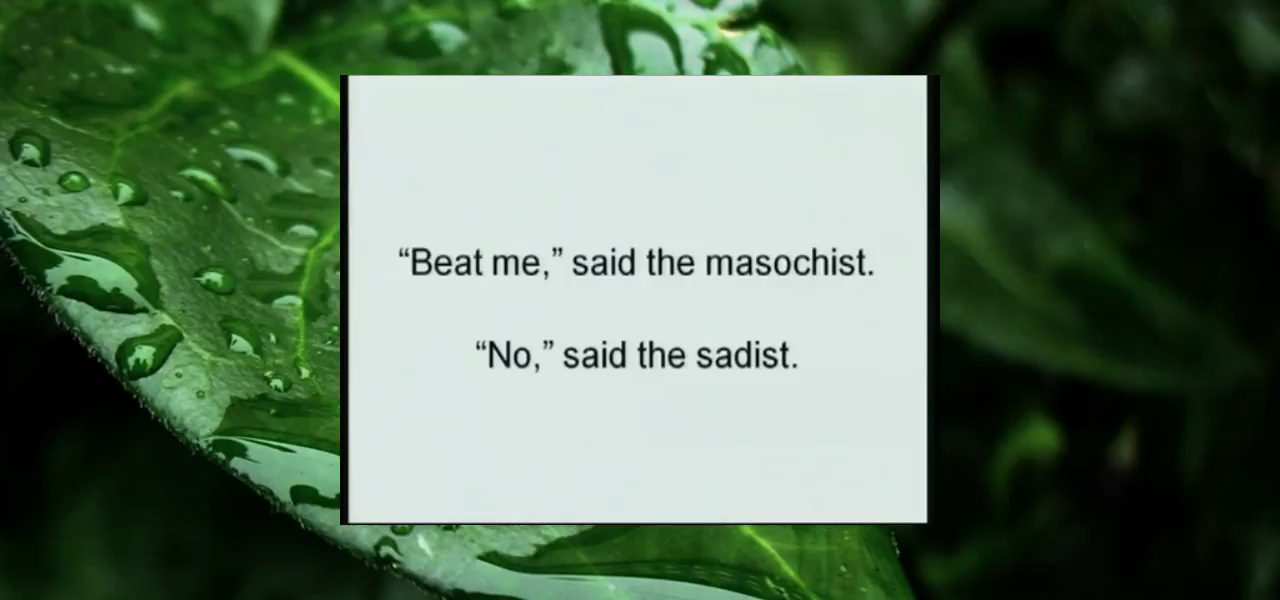 “Beat me,” said the masochist.
“No,” said the sadist.